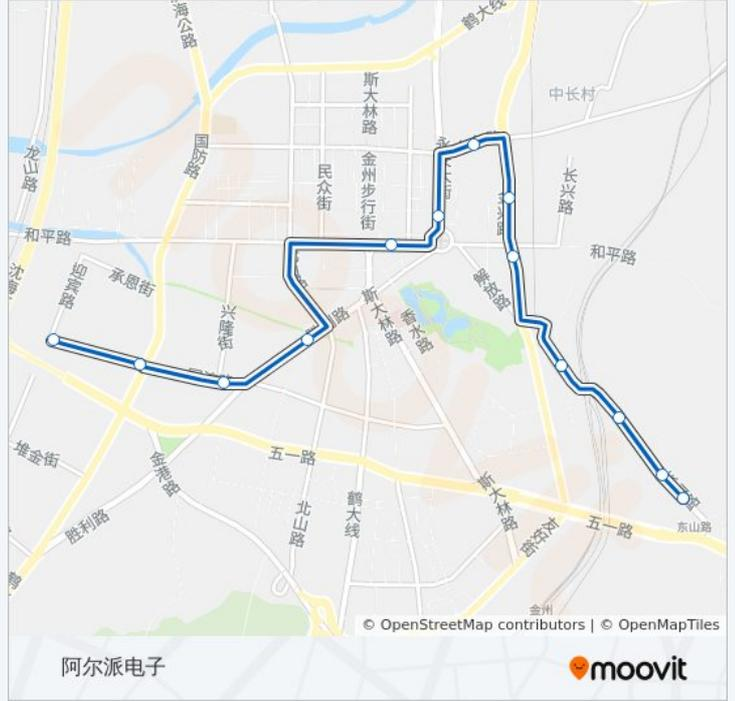 海公路
鹤大线
斯大林路
中长村
国防路
龙山路
民众街
金州步行街
长兴路
和平路
和平路
迎宾路
承恩街
解放路
兴隆街
斯大林路
香水路
五一路
堆金街
金港路
胜利路
北山路
鹤大线
斯大林路
友谊街
五一路
东山路
金州
© OpenStreetMap contributors | © OpenMapTiles
阿尔派电子
moovit